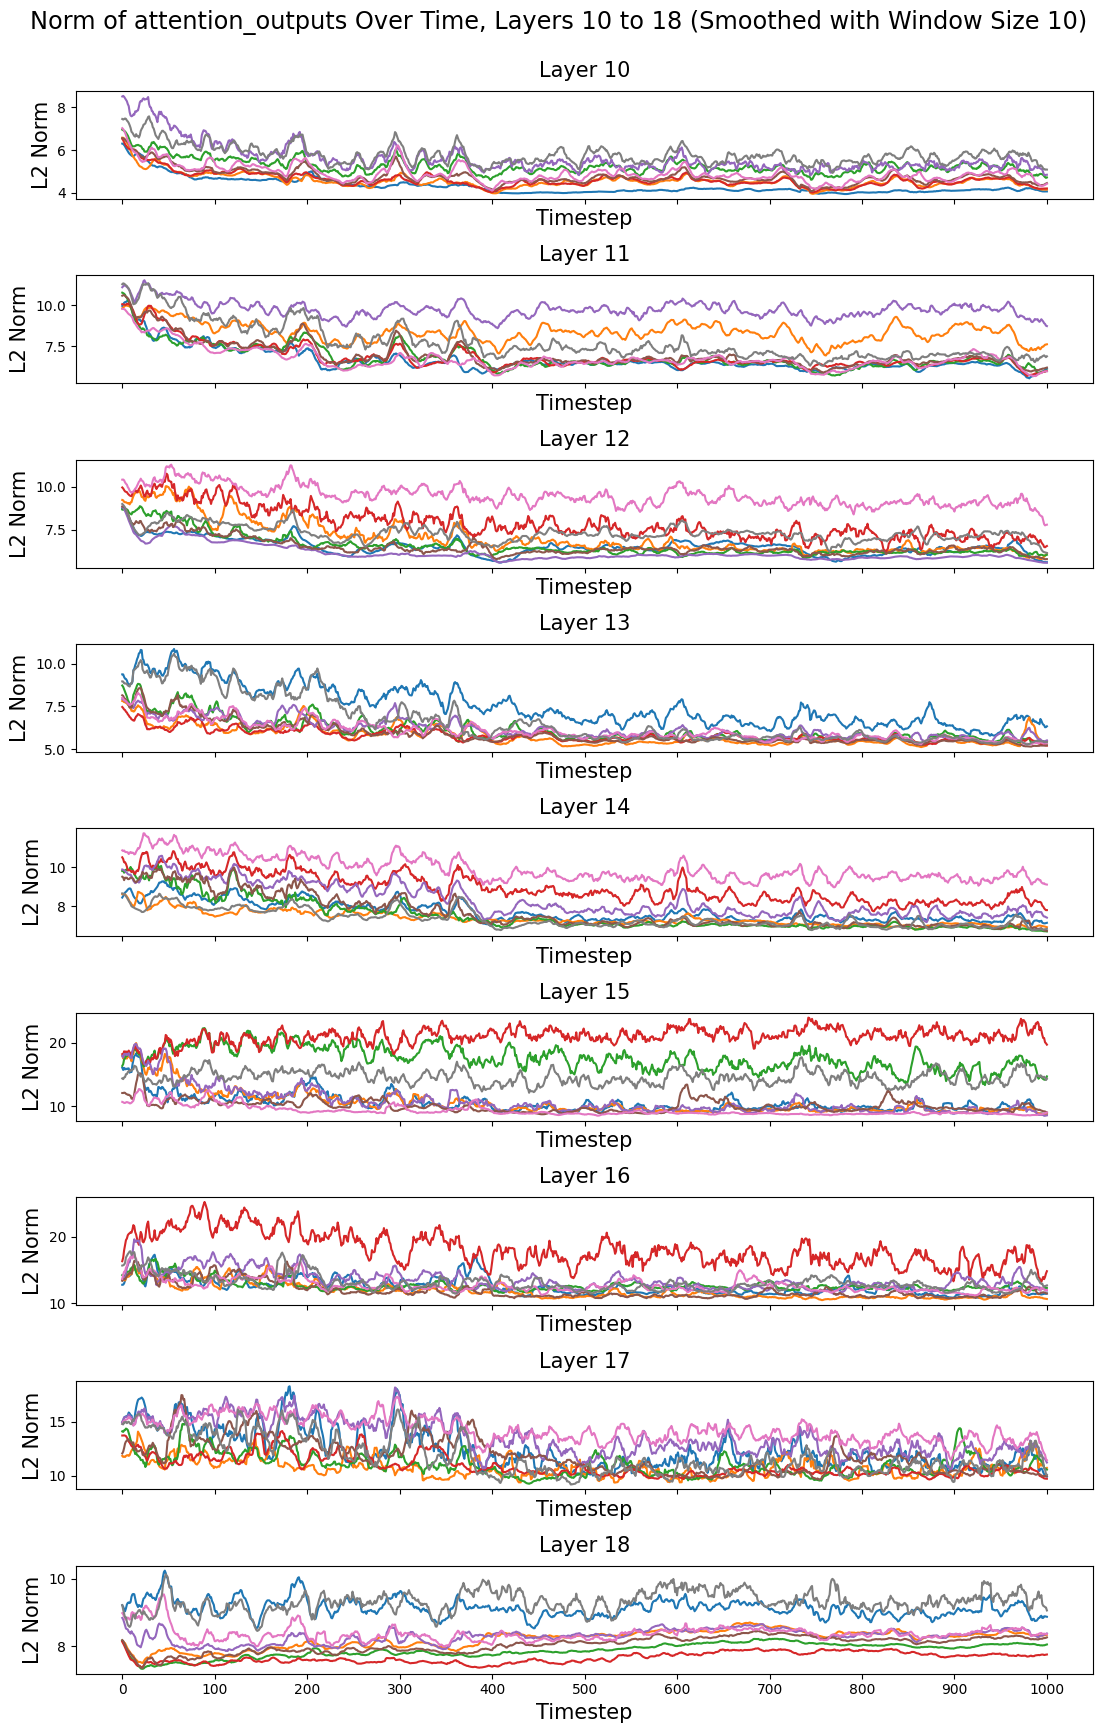 Norm of attention_outputs Over Time, Layers 10 to 18 (Smoothed with Window Size 10)
Layer 10
L2 Norm
8
6
4
Timestep
Layer 11
L2 Norm
10.0
7.5
Timestep
Layer 12
L2 Norm
10.0
7.5
Timestep
Layer 13
L2 Norm
10.0
7.5
5.0
Timestep
Layer 14
L2 Norm
10
8
Timestep
Layer 15
L2 Norm
20
10
Timestep
Layer 16
L2 Norm
20
10
Timestep
Layer 17
L2 Norm
15
10
Timestep
Layer 18
L2 Norm
10
8
0 100 200 300 400 500 600 700 800 900 1000
Timestep